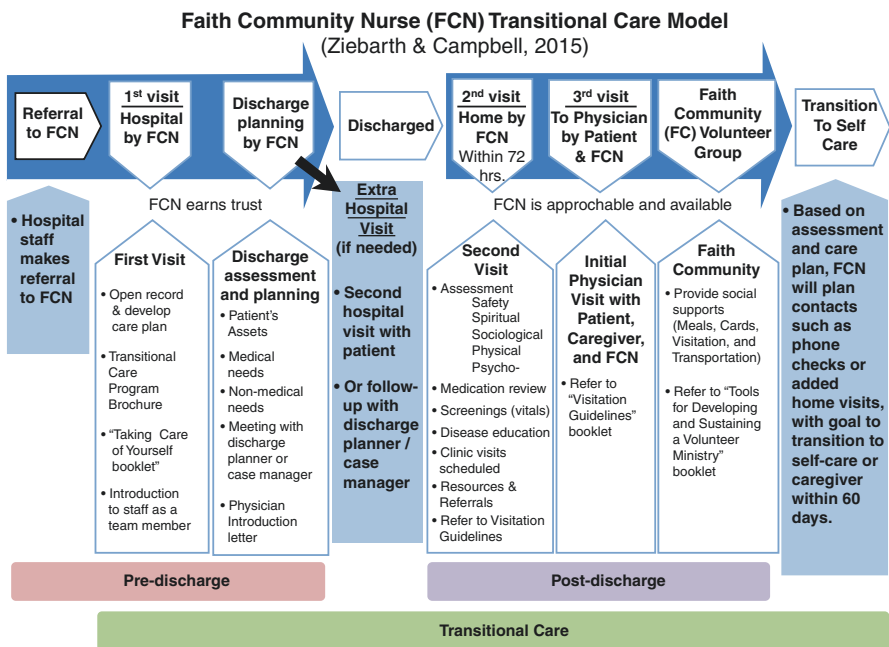 Faith Community Nurse (FCN) Transitional Care Model
(Ziebarth & Campbell, 2015)
Referral
to FCN
1st visit
Hospital
by FCN
Discharge
planning
by FCN
Discharged
2nd visit
Home by
FCN
Within 72
hrs.
3rd visit
To Physician
by Patient
& FCN
Faith
Community
(FC) Volunteer
Group
Transition
To Self
Care
FCN earns trust
FCN is approchable and available
• Hospital
staff
makes
referral
to FCN
First Visit
• Open record
& develop
care plan
• Transitional
Care
Program
Brochure
• “Taking Care
of Yourself
booklet”
• Introduction
to staff as a
team member
Discharge
assessment
and planning
• Patient’s
Assets
• Medical
needs
• Non-medical
needs
• Meeting with
discharge
planner or
case manager
• Physician
Introduction
letter
Extra
Hospital
Visit
(if needed)
• Second
hospital
visit with
patient
• Or follow-
up with
discharge
planner /
case
manager
Second
Visit
• Assessment
Safety
Spiritual
Sociological
Physical
Psycho-
• Medication review
• Screenings (vitals)
• Disease education
• Clinic visits
scheduled
• Resources &
Referrals
• Refer to Visitation
Guidelines
Initial
Physician
Visit with
Patient,
Caregiver,
and FCN
• Refer to
“Visitation
Guidelines”
booklet
Faith
Community
• Provide social
supports
(Meals, Cards,
Visitation, and
Transportation)
• Refer to “Tools
for Developing
and Sustaining
a Volunteer
Ministry”
booklet
• Based on
assessment
and care
plan, FCN
will plan
contacts
such as
phone
checks or
added
home visits,
with goal to
transition to
self-care or
caregiver
within 60
days.
Pre-discharge
Post-discharge
Transitional Care